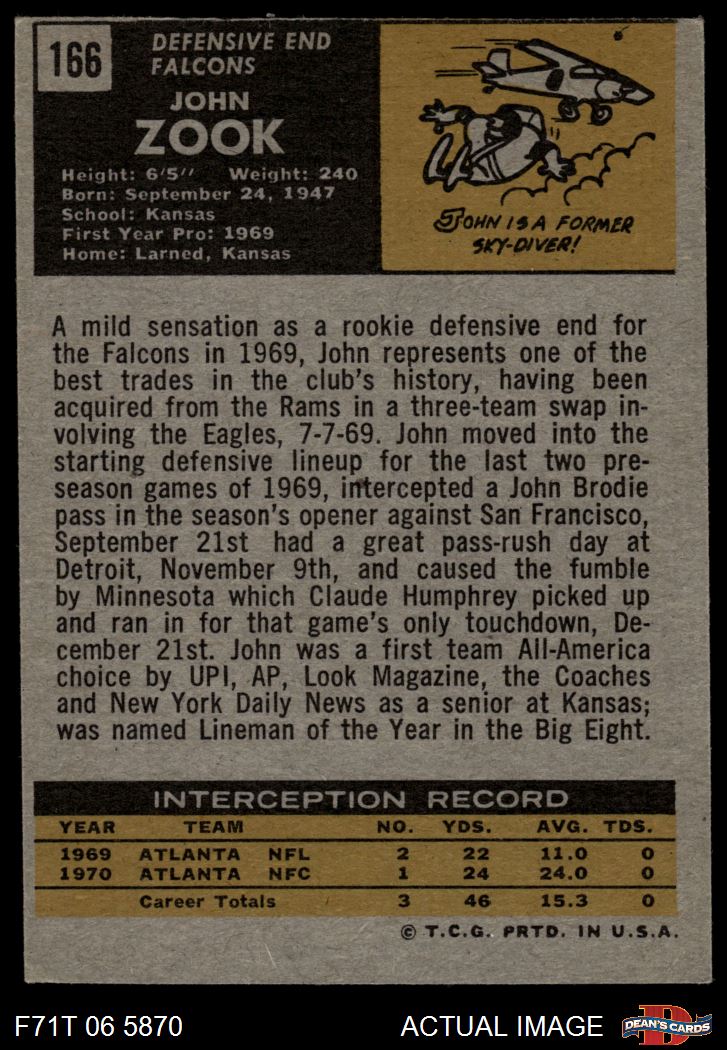 166
DEFENSIVE END
FALCONS
JOHN
ZOOK
Height: 6'5'' Weight: 240
Born: September 24, 1947
School: Kansas
First Year Pro: 1969
Home: Larned, Kansas
JOHN IS A FORMER
SKY-DIVER!
A mild sensation as a rookie defensive end for
the Falcons in 1969, John represents one of the
best trades in the club's history, having been
acquired from the Rams in a three-team swap in-
volving the Eagles, 7-7-69. John moved into the
starting defensive lineup for the last two pre-
season games of 1969, intercepted a John Brodie
pass in the season's opener against San Francisco,
September 21st had a great pass-rush day at
Detroit, November 9th, and caused the fumble
by Minnesota which Claude Humphrey picked up
and ran in for that game's only touchdown, De-
cember 21st. John was a first team All-America
choice by UPI, AP, Look Magazine, the Coaches
and New York Daily News as a senior at Kansas;
was named Lineman of the Year in the Big Eight.
INTERCEPTION RECORD
YEAR TEAM NO. YDS. AVG. TDS.
1969 ATLANTA NFL 2 22 11.0 0
1970 ATLANTA NFC 1 24 24.0 0
Career Totals 3 46 15.3 0
© T.C.G. PRTD. IN U.S.A.
F71T 06 5870 ACTUAL IMAGE
D
DEAN'S CARDS